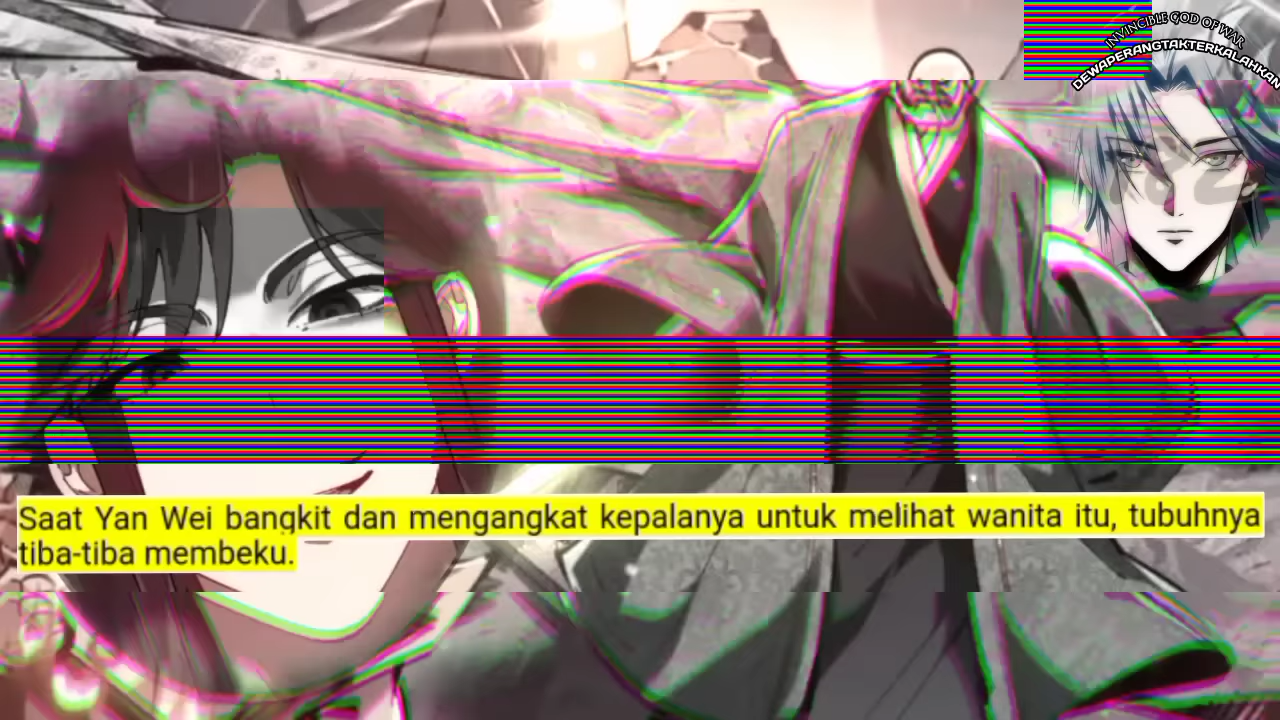 INVINCIBLE GOD OF WAR
DEWAPERANGTAKTERKALAHKAN
Saat Yan Wei bangkit dan mengangkat kepalanya untuk melihat wanita itu, tubuhnya
tiba-tiba membeku.